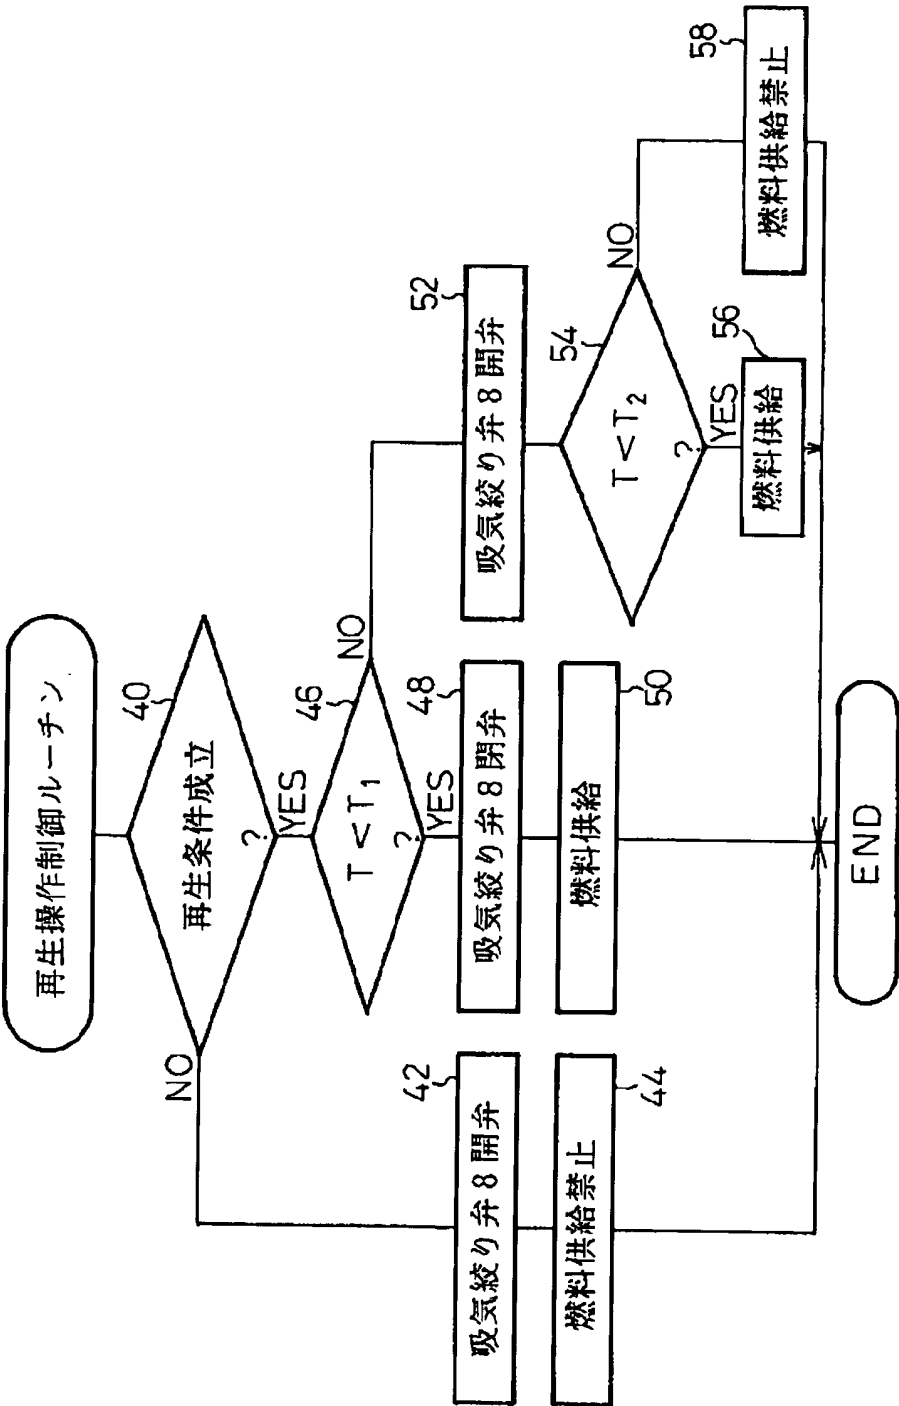 再生操作制御ルーチン
40
再生条件成立
?
NO
YES
46
T<T1
?
NO
YES
42
吸気絞り弁8開弁
44
燃料供給禁止
48
吸気絞り弁8閉弁
50
燃料供給
52
吸気絞り弁8開弁
54
T<T2
?
NO
YES
56
燃料供給
58
燃料供給禁止
END